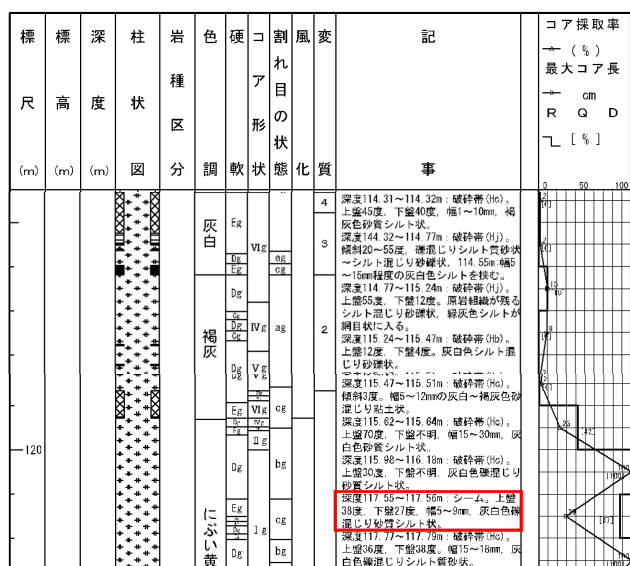 標尺(m)
標高(m)
深度(m)
柱状図
岩種区分
色調
硬軟
コア形状
割れ目の状態
風化
変質
記事
コア採取率
(%)
最大コア長
cm
R Q D
[%]
0 50 100
灰白
褐灰
にぶい黄
Eg
Dg
Eg
Dg
Cg
Dg
Cg
Dg
Eg
Dg
Eg
Dg
Eg
Dg
Ⅵg
Ⅳg
Ⅴg
Ⅵg
Ⅱg
Ⅰg
ag
cg
ag
cg
bg
cg
bg
4
3
2
120
深度114.31～114.32m:破砕帯(Hc)。
上盤45度、下盤40度、幅1～10mm、褐
灰色砂質シルト状。
深度144.32～114.77m:破砕帯(Hj)。
傾斜20～55度、礫混じりシルト質砂状
～シルト混じり砂礫状、114.55m:幅5
～15mm程度の灰白色シルトを挟む。
深度114.77～115.24m:破砕帯(Hj)。
上盤55度、下盤12度。原岩組織が残る
シルト混じり砂礫状、緑灰色シルトが
網目状に入る。
深度115.24～115.47m:破砕帯(Hb)。
上盤12度、下盤4度。灰白色シルト混
じり砂礫状。
深度115.47～115.51m:破砕帯(Hc)。
傾斜3度。幅5～12mmの灰白～褐灰色砂
混じり粘土状。
深度115.62～115.64m:破砕帯(Hc)。
上盤70度、下盤不明、幅15～30mm、灰
白色砂質シルト状。
深度115.98～116.18m:破砕帯(Hc)。
上盤30度、下盤不明、灰白色礫混じり
砂質シルト状。
深度117.55～117.56m:シーム。上盤
38度、下盤27度、幅5～9mm、灰白色礫
混じり砂質シルト状。
深度117.77～117.79m:破砕帯(Hc)。
上盤36度、下盤38度。幅15～18mm、灰
白色礫混じりシルト質砂状。